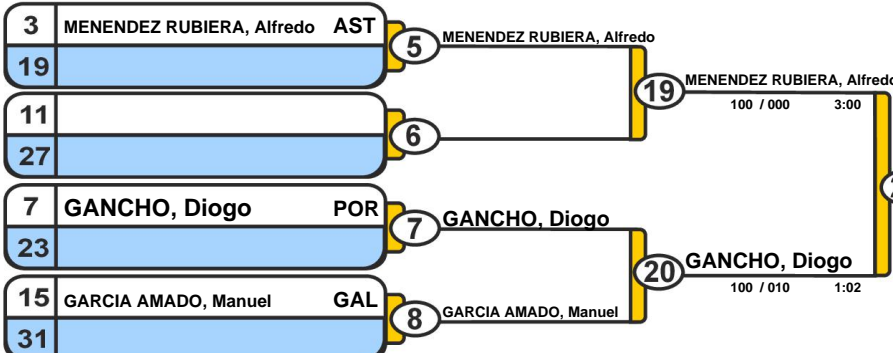 3 MENENDEZ RUBIERA, Alfredo AST
19
5
MENENDEZ RUBIERA, Alfredo
11
27
6
19
MENENDEZ RUBIERA, Alfredo
100 / 000 3:00
7 GANCHO, Diogo POR
23
7
GANCHO, Diogo
15 GARCIA AMADO, Manuel GAL
31
8
GARCIA AMADO, Manuel
20
GANCHO, Diogo
100 / 010 1:02